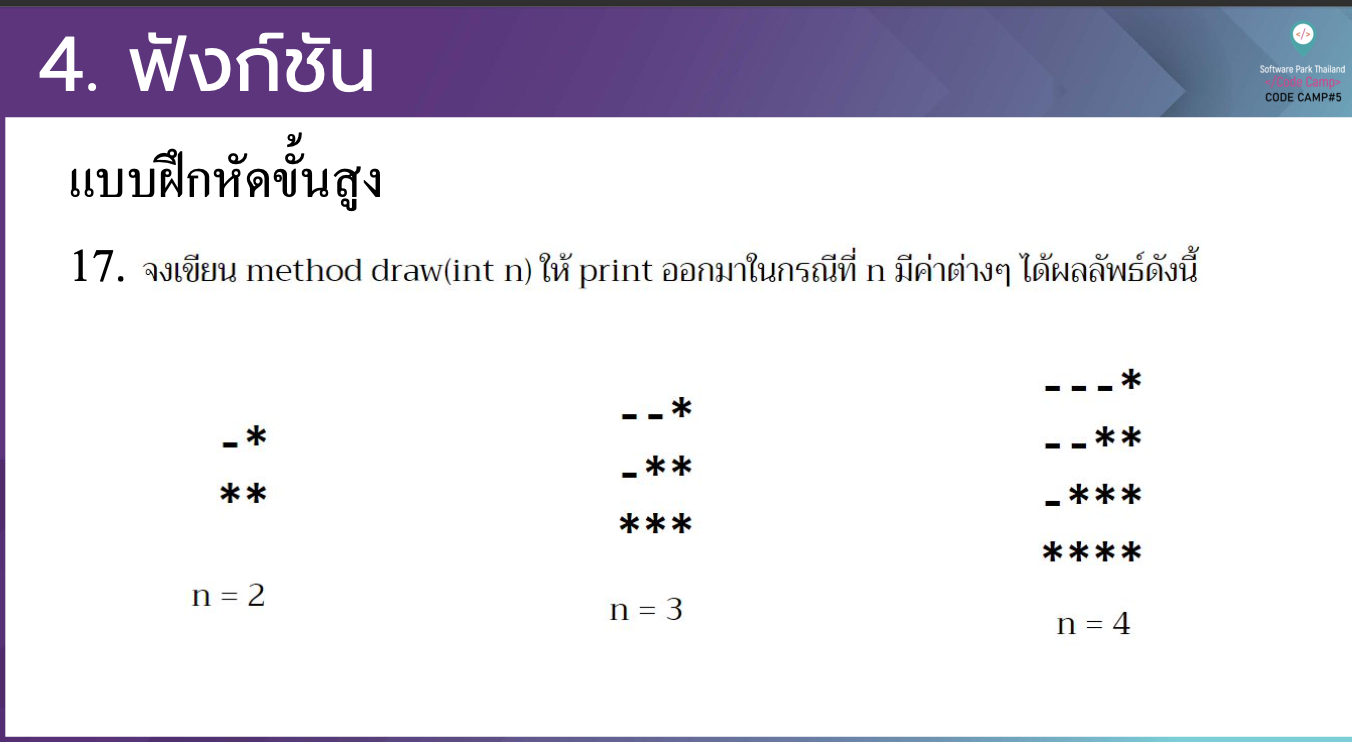 4. ฟังก์ชัน
</>
Software Park Thailand
</Code Camp>
CODE CAMP#5
แบบฝึกหัดขั้นสูง
17. จงเขียน method draw(int n) ให้ print ออกมาในกรณีที่ n มีค่าต่างๆ ได้ผลลัพธ์ดังนี้
-*
**
n = 2
--*
-**
***
n = 3
---*
--**
-***
****
n = 4